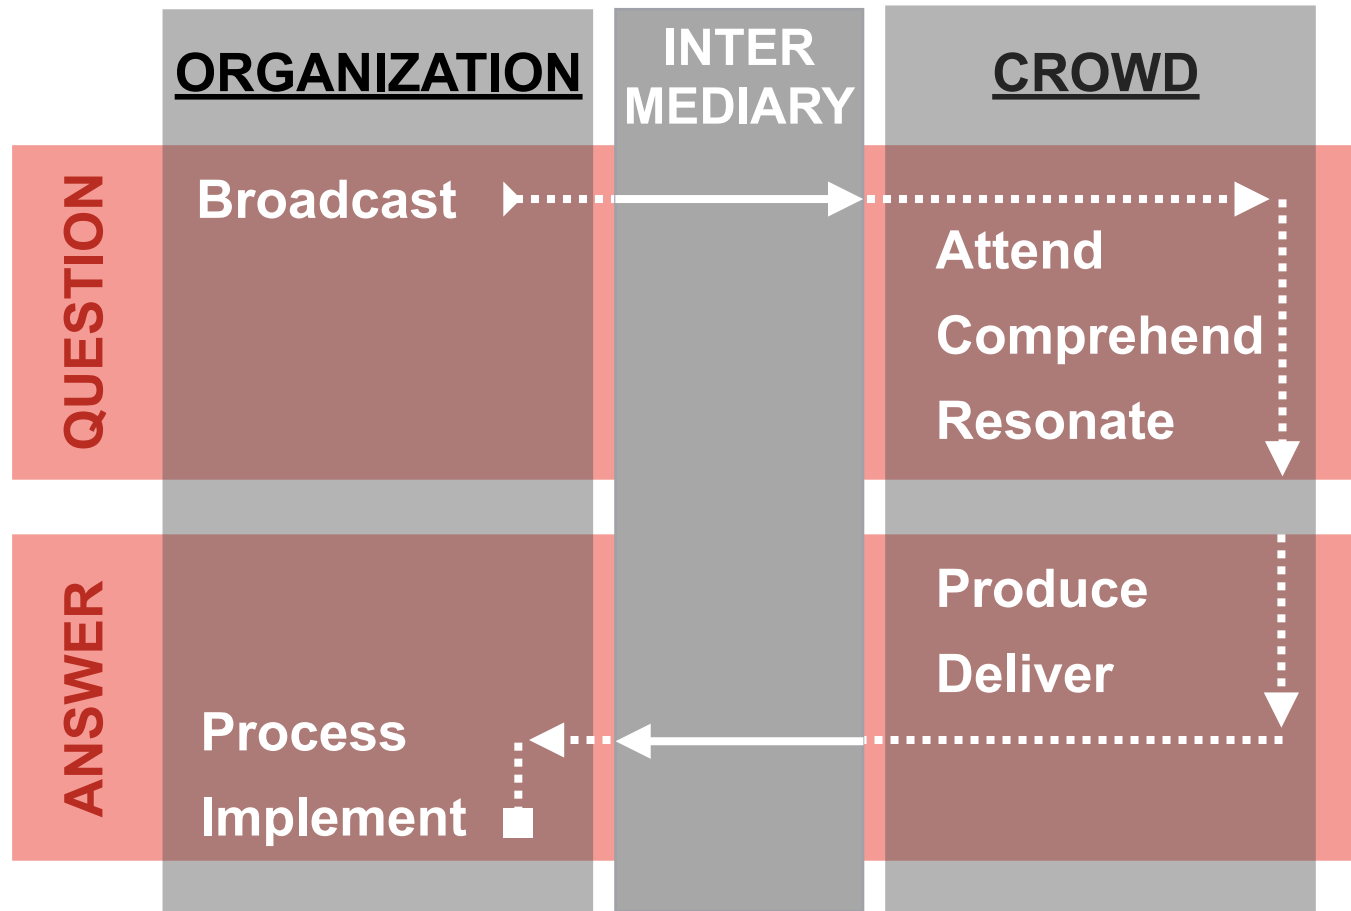 ORGANIZATION
INTER
MEDIARY
CROWD
QUESTION
Broadcast
Attend
Comprehend
Resonate
ANSWER
Produce
Deliver
Process
Implement